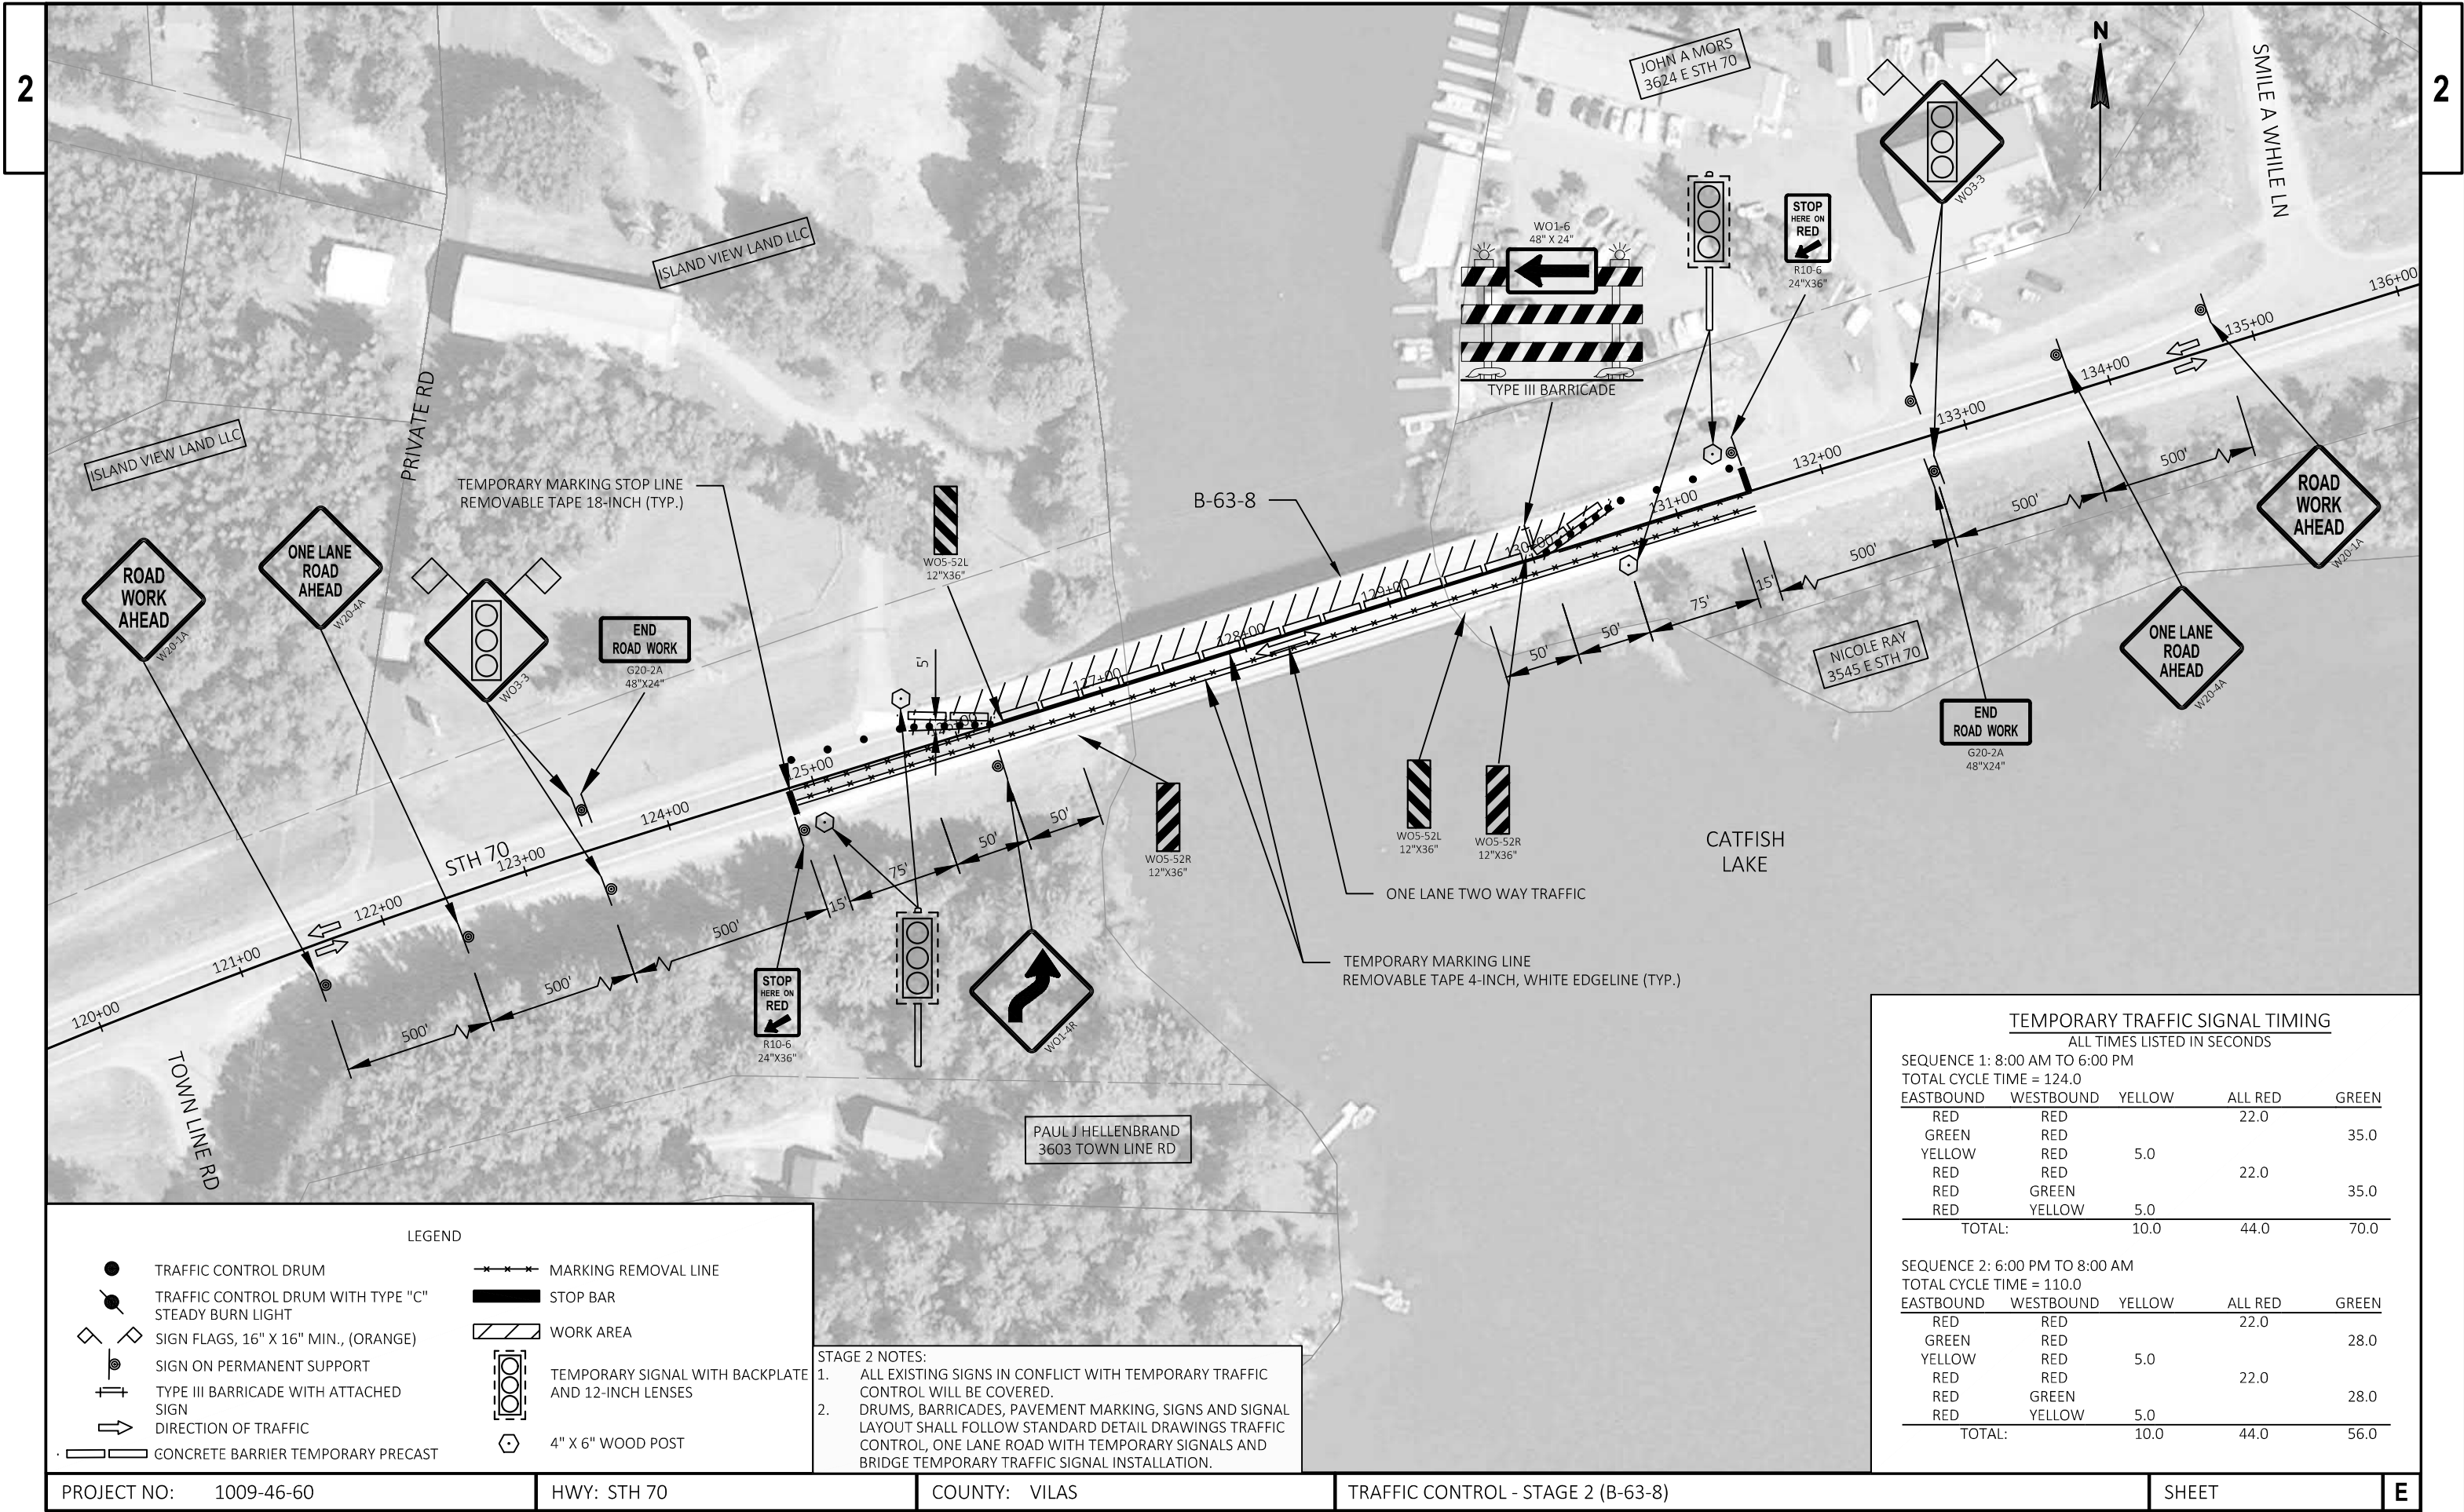 2
2
N
SMILE A WHILE LN
JOHN A MORS
3624 E STH 70
WO3-3
STOP
HERE ON
RED
R10-6
24"X36"
WO1-6
48" X 24"
TYPE III BARRICADE
ISLAND VIEW LAND LLC
ISLAND VIEW LAND LLC
PRIVATE RD
TEMPORARY MARKING STOP LINE
REMOVABLE TAPE 18-INCH (TYP.)
B-63-8
WO5-52L
12"X36"
ROAD
WORK
AHEAD
W20-1A
ONE LANE
ROAD
AHEAD
W20-4A
WO3-3
END
ROAD WORK
G20-2A
48"X24"
5'
120+00
121+00
122+00
123+00
124+00
125+00
127+00
128+00
129+00
130+00
131+00
132+00
133+00
134+00
135+00
136+00
STH 70
500'
500'
500'
15'
75'
50'
50'
50'
50'
75'
15'
500'
500'
500'
ROAD
WORK
AHEAD
W20-1A
ONE LANE
ROAD
AHEAD
W20-4A
END
ROAD WORK
G20-2A
48"X24"
NICOLE RAY
3545 E STH 70
WO5-52R
12"X36"
WO5-52L
12"X36"
WO5-52R
12"X36"
CATFISH
LAKE
ONE LANE TWO WAY TRAFFIC
TEMPORARY MARKING LINE
REMOVABLE TAPE 4-INCH, WHITE EDGELINE (TYP.)
STOP
HERE ON
RED
R10-6
24"X36"
WO1-4R
TOWN LINE RD
PAUL J HELLENBRAND
3603 TOWN LINE RD
TEMPORARY TRAFFIC SIGNAL TIMING
ALL TIMES LISTED IN SECONDS
SEQUENCE 1: 8:00 AM TO 6:00 PM
TOTAL CYCLE TIME = 124.0
EASTBOUND WESTBOUND YELLOW ALL RED GREEN
RED RED 22.0
GREEN RED 35.0
YELLOW RED 5.0
RED RED 22.0
RED GREEN 35.0
RED YELLOW 5.0
TOTAL: 10.0 44.0 70.0
SEQUENCE 2: 6:00 PM TO 8:00 AM
TOTAL CYCLE TIME = 110.0
EASTBOUND WESTBOUND YELLOW ALL RED GREEN
RED RED 22.0
GREEN RED 28.0
YELLOW RED 5.0
RED RED 22.0
RED GREEN 28.0
RED YELLOW 5.0
TOTAL: 10.0 44.0 56.0
LEGEND
TRAFFIC CONTROL DRUM
TRAFFIC CONTROL DRUM WITH TYPE "C"
STEADY BURN LIGHT
SIGN FLAGS, 16" X 16" MIN., (ORANGE)
SIGN ON PERMANENT SUPPORT
TYPE III BARRICADE WITH ATTACHED
SIGN
DIRECTION OF TRAFFIC
CONCRETE BARRIER TEMPORARY PRECAST
MARKING REMOVAL LINE
STOP BAR
WORK AREA
TEMPORARY SIGNAL WITH BACKPLATE
AND 12-INCH LENSES
4" X 6" WOOD POST
STAGE 2 NOTES:
1. ALL EXISTING SIGNS IN CONFLICT WITH TEMPORARY TRAFFIC
CONTROL WILL BE COVERED.
2. DRUMS, BARRICADES, PAVEMENT MARKING, SIGNS AND SIGNAL
LAYOUT SHALL FOLLOW STANDARD DETAIL DRAWINGS TRAFFIC
CONTROL, ONE LANE ROAD WITH TEMPORARY SIGNALS AND
BRIDGE TEMPORARY TRAFFIC SIGNAL INSTALLATION.
PROJECT NO: 1009-46-60
HWY: STH 70
COUNTY: VILAS
TRAFFIC CONTROL - STAGE 2 (B-63-8)
SHEET
E